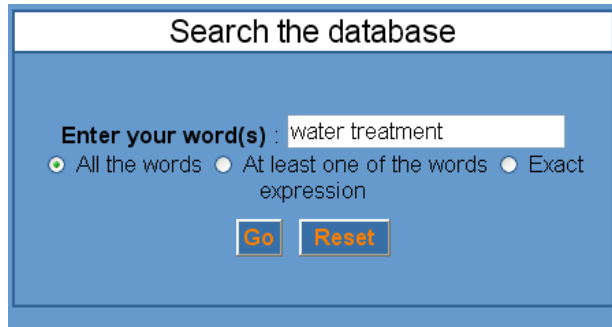 Search the database
Enter your word(s) : water treatment
All the words At least one of the words Exact
expression
Go Reset